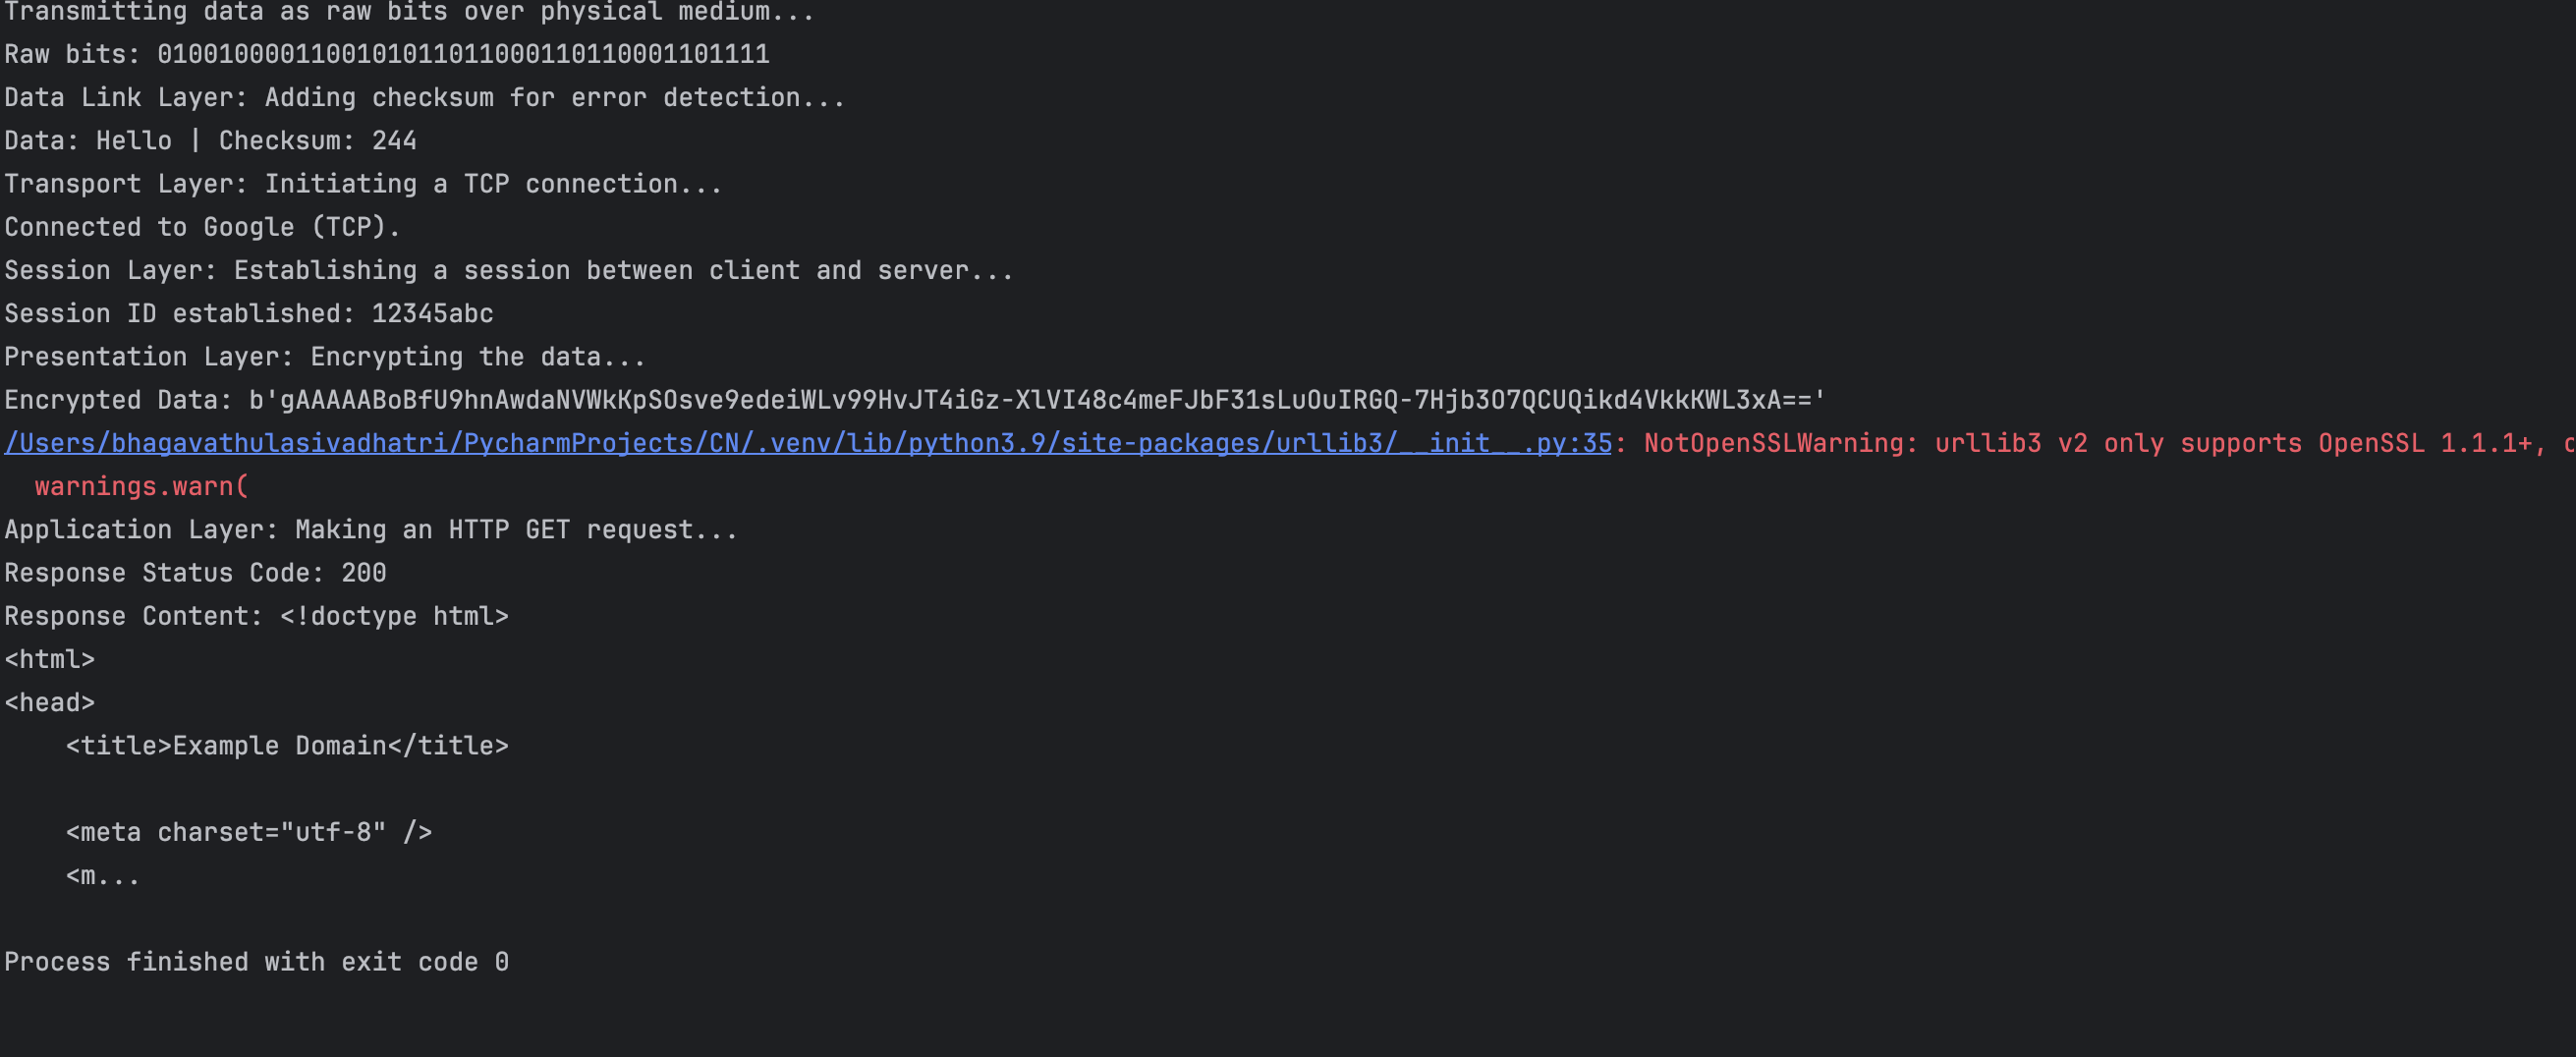 Transmitting data as raw bits over physical medium...
Raw bits: 0100100001100101011011000110110001101111
Data Link Layer: Adding checksum for error detection...
Data: Hello | Checksum: 244
Transport Layer: Initiating a TCP connection...
Connected to Google (TCP).
Session Layer: Establishing a session between client and server...
Session ID established: 12345abc
Presentation Layer: Encrypting the data...
Encrypted Data: b'gAAAAABoBfU9hnAwdaNVWkKpSOsve9edeiWLv99HvJT4iGz-XlVI48c4meFJbF31sLuOuIRGQ-7Hjb3O7QCUQikd4VkkKWL3xA=='
/Users/bhagavathulasivadhatri/PycharmProjects/CN/.venv/lib/python3.9/site-packages/urllib3/__init__.py:35: NotOpenSSLWarning: urllib3 v2 only supports OpenSSL 1.1.1+,
  warnings.warn(
Application Layer: Making an HTTP GET request...
Response Status Code: 200
Response Content: <!doctype html>
<html>
<head>
    <title>Example Domain</title>
    <meta charset="utf-8" />
    <m...
Process finished with exit code 0